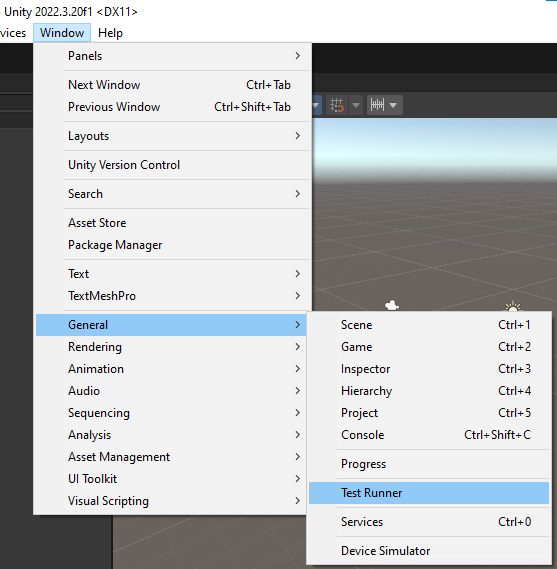 Unity 2022.3.20f1 <DX11>
vices Window Help
Panels
Next Window Ctrl+Tab
Previous Window Ctrl+Shift+Tab
Layouts
Unity Version Control
Search
Asset Store
Package Manager
Text
TextMeshPro
General
Rendering
Animation
Audio
Sequencing
Analysis
Asset Management
UI Toolkit
Visual Scripting
Scene Ctrl+1
Game Ctrl+2
Inspector Ctrl+3
Hierarchy Ctrl+4
Project Ctrl+5
Console Ctrl+Shift+C
Progress
Test Runner
Services Ctrl+0
Device Simulator